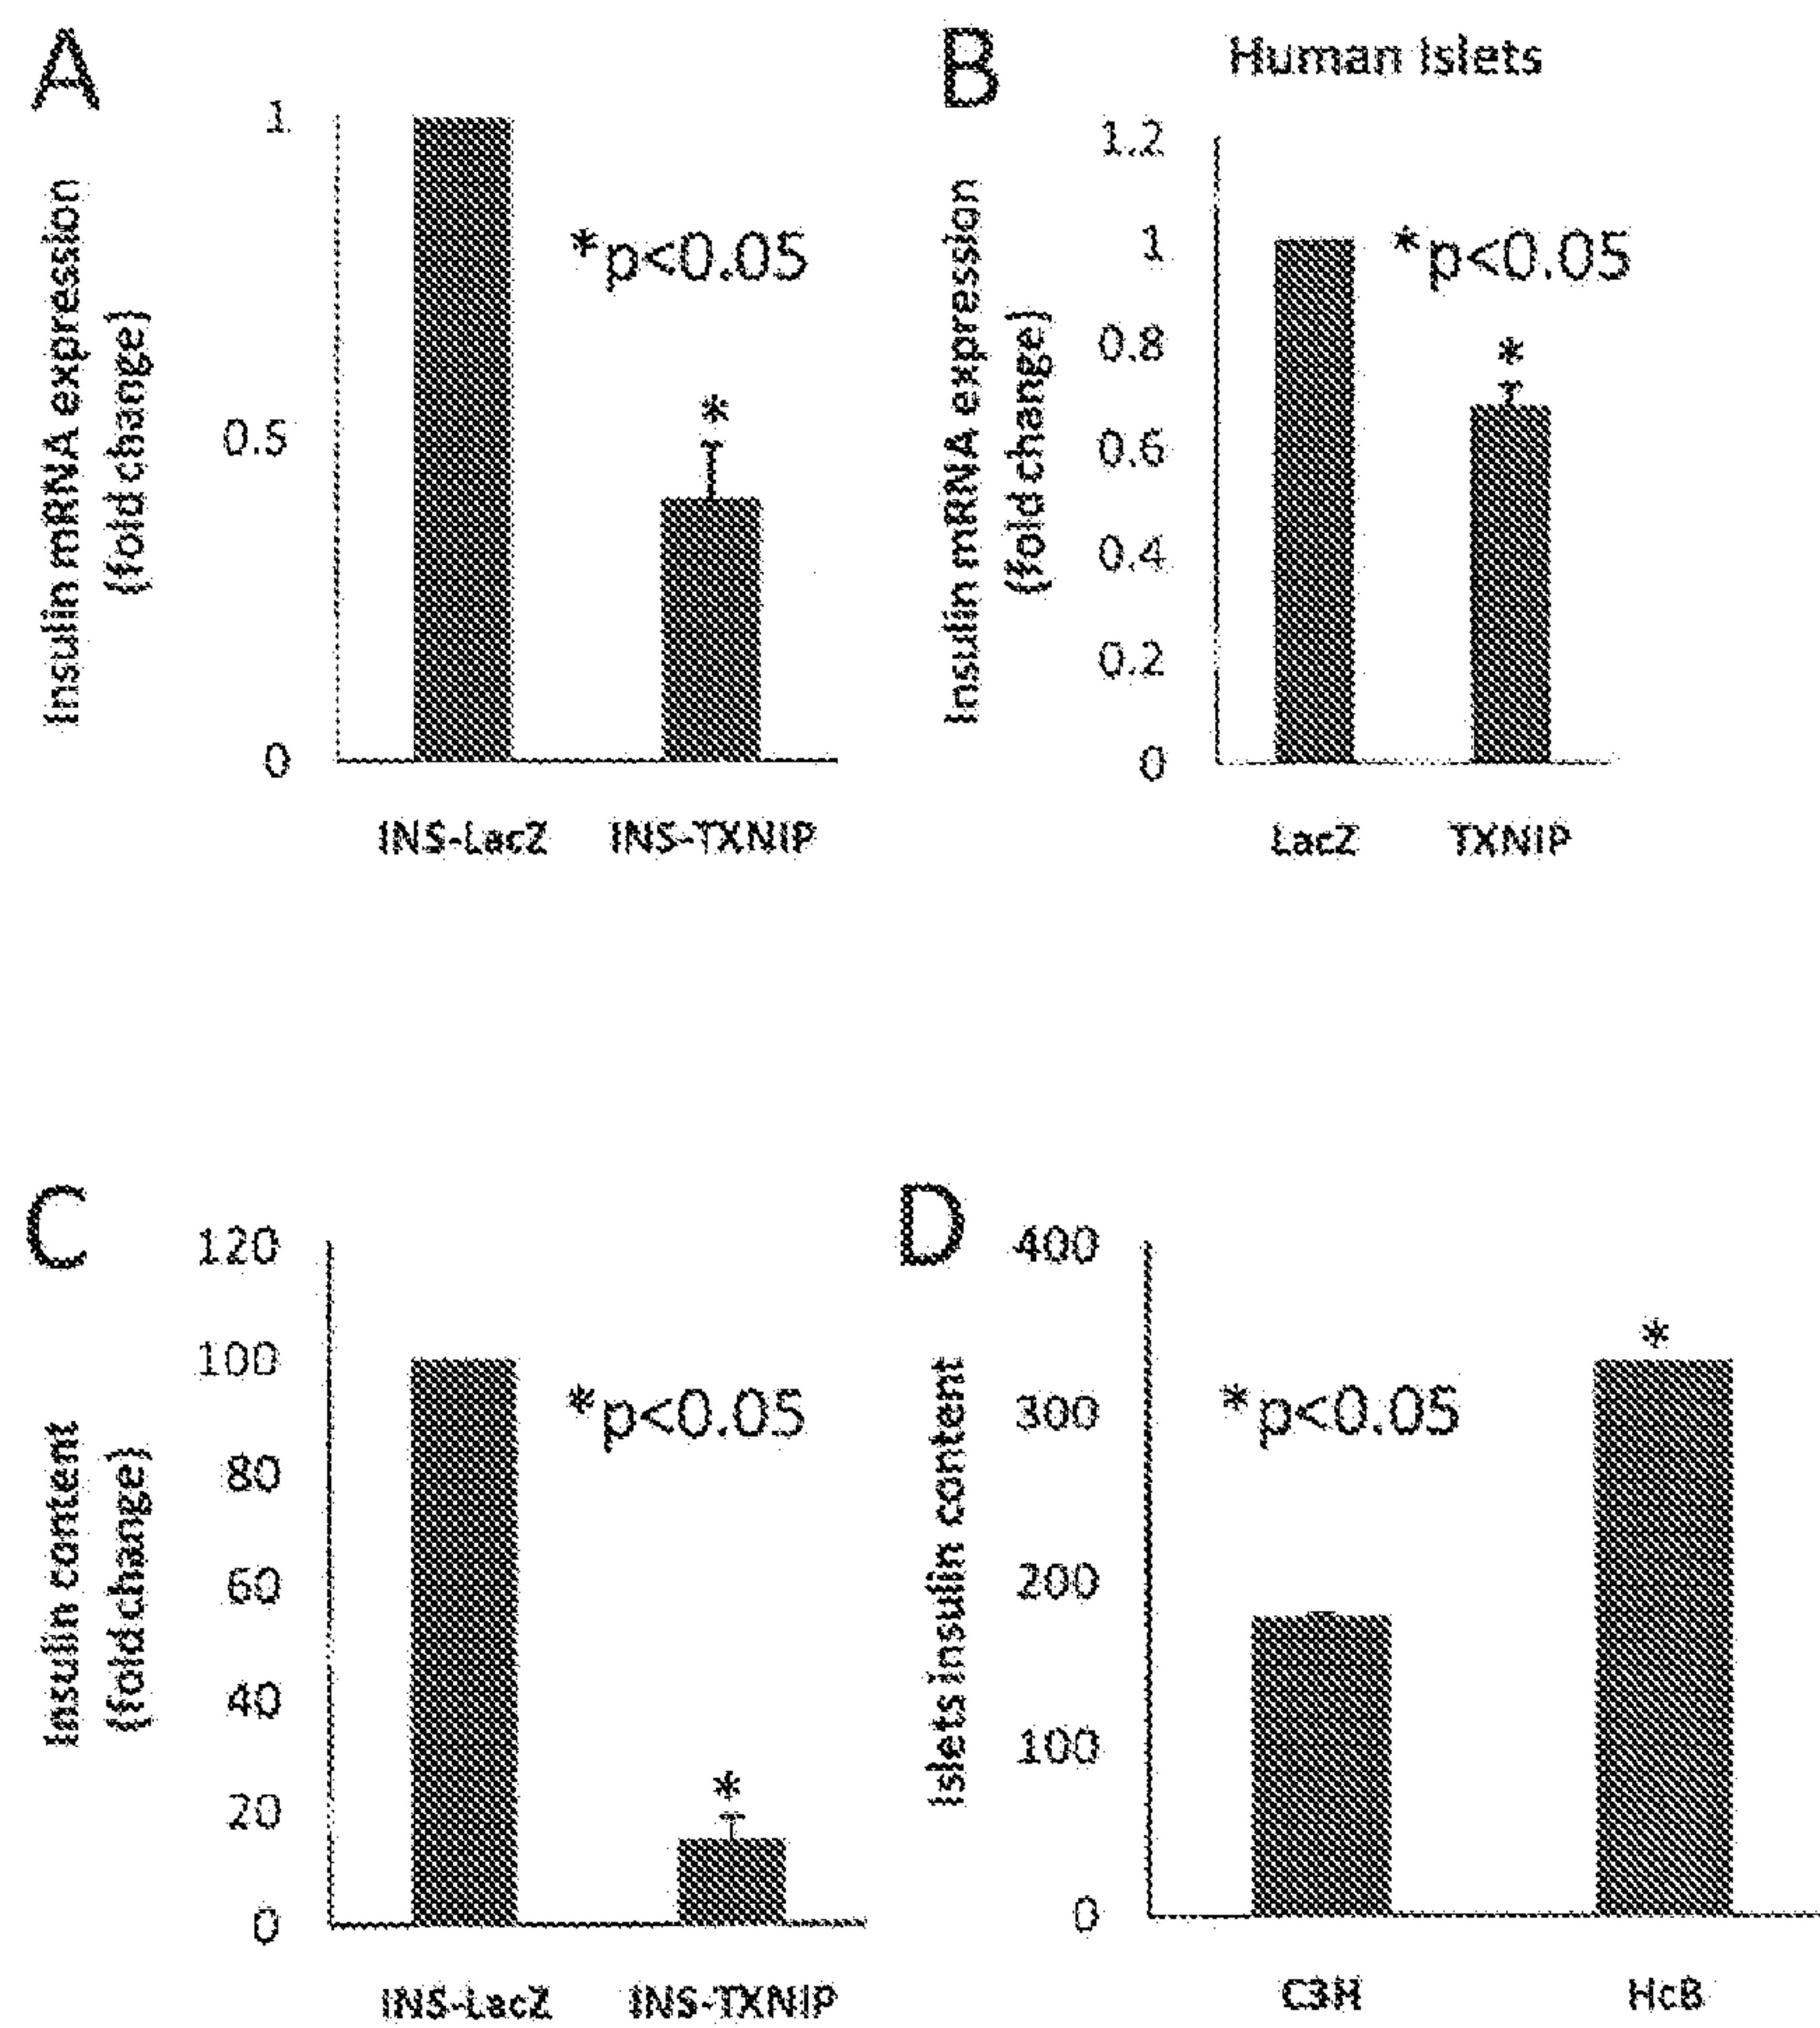 A
Insulin mRNA expression
(fold change)
1
0.5
0
*p<0.05
*
INS-LacZ INS-TXNIP
B
Human Islets
Insulin mRNA expression
(fold change)
1.2
1
0.8
0.6
0.4
0.2
0
*p<0.05
*
LacZ TXNIP
C
Insulin content
(fold change)
120
100
80
60
40
20
0
*p<0.05
*
INS-LacZ INS-TXNIP
D
Islets insulin content
400
300
200
100
0
*p<0.05
*
C3H HcB